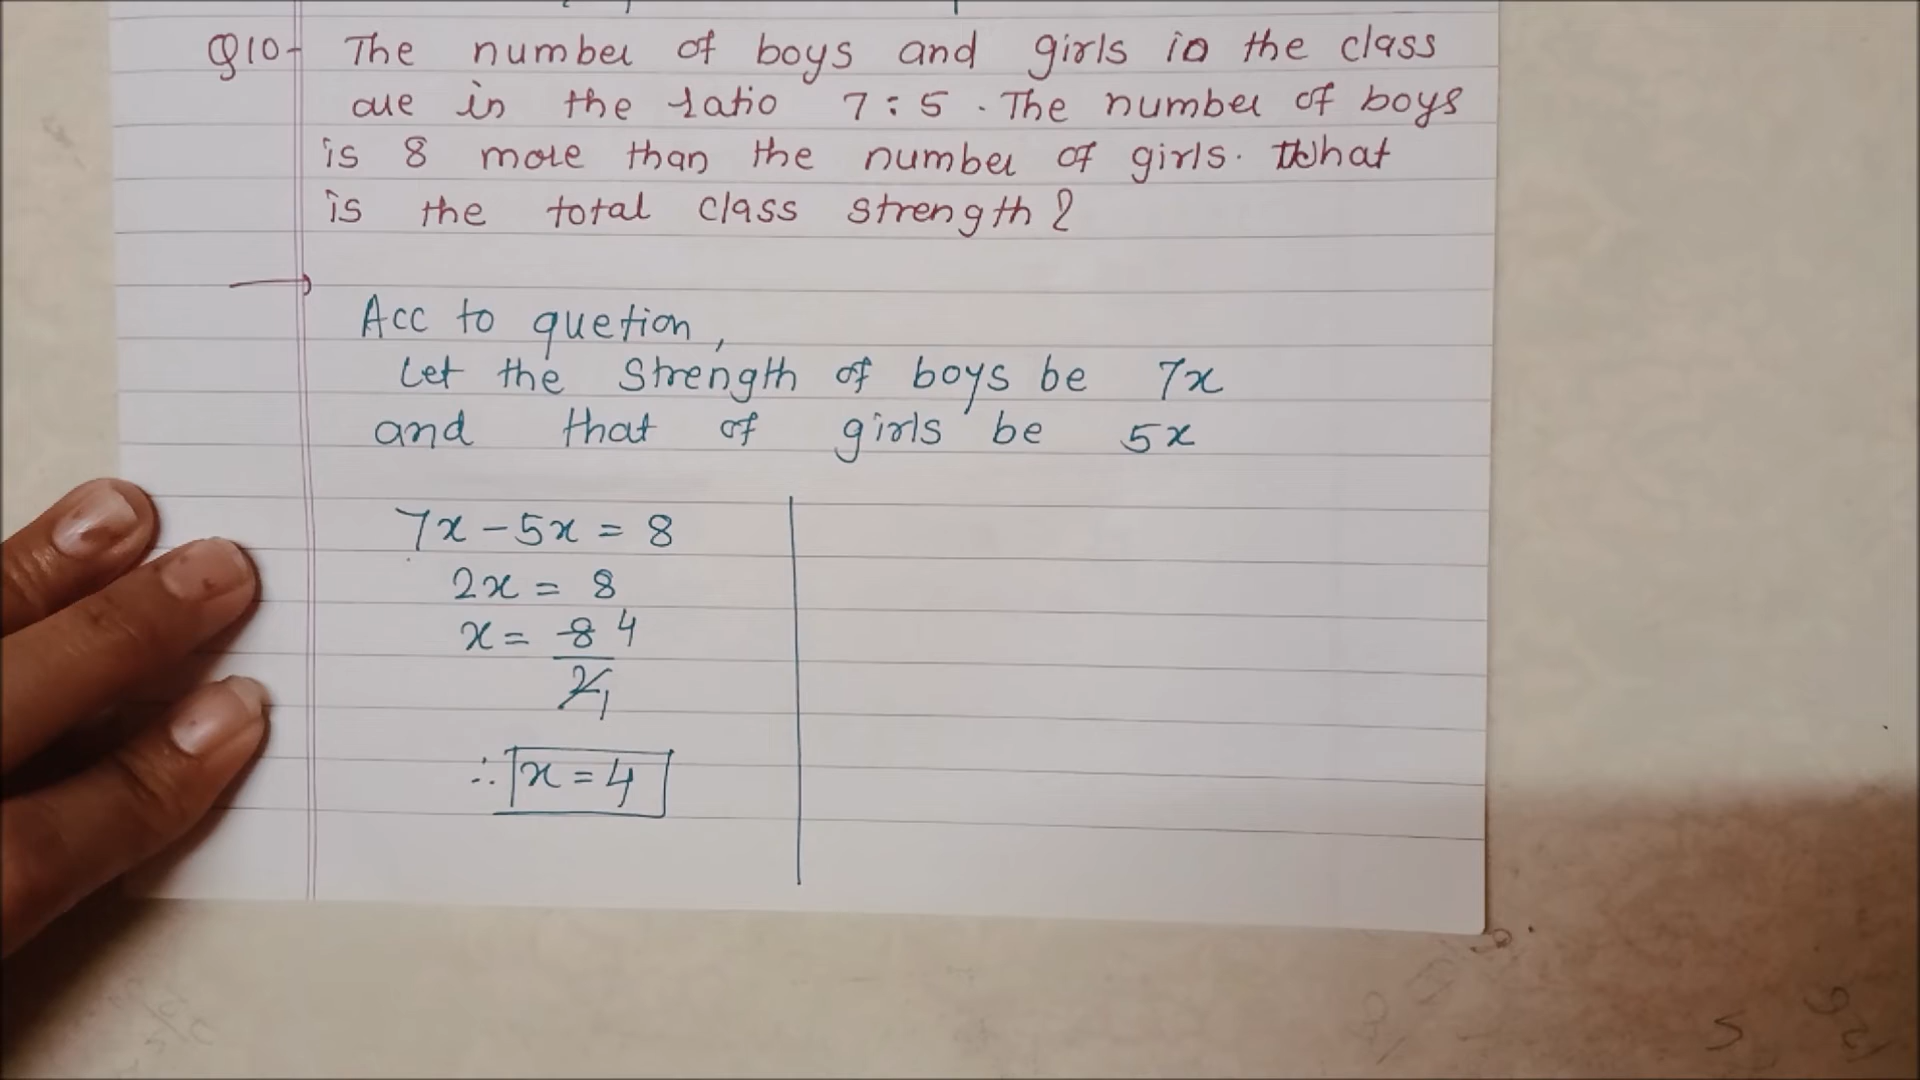 Q10- The number of boys and girls in the class
are in the ratio 7:5. The number of boys
is 8 more than the number of girls. What
is the total class strength?
→
Acc to quetion,
Let the strength of boys be 7x
and that of girls be 5x
7x - 5x = 8
2x = 8
x = 8 4
2 1
∴ x = 4